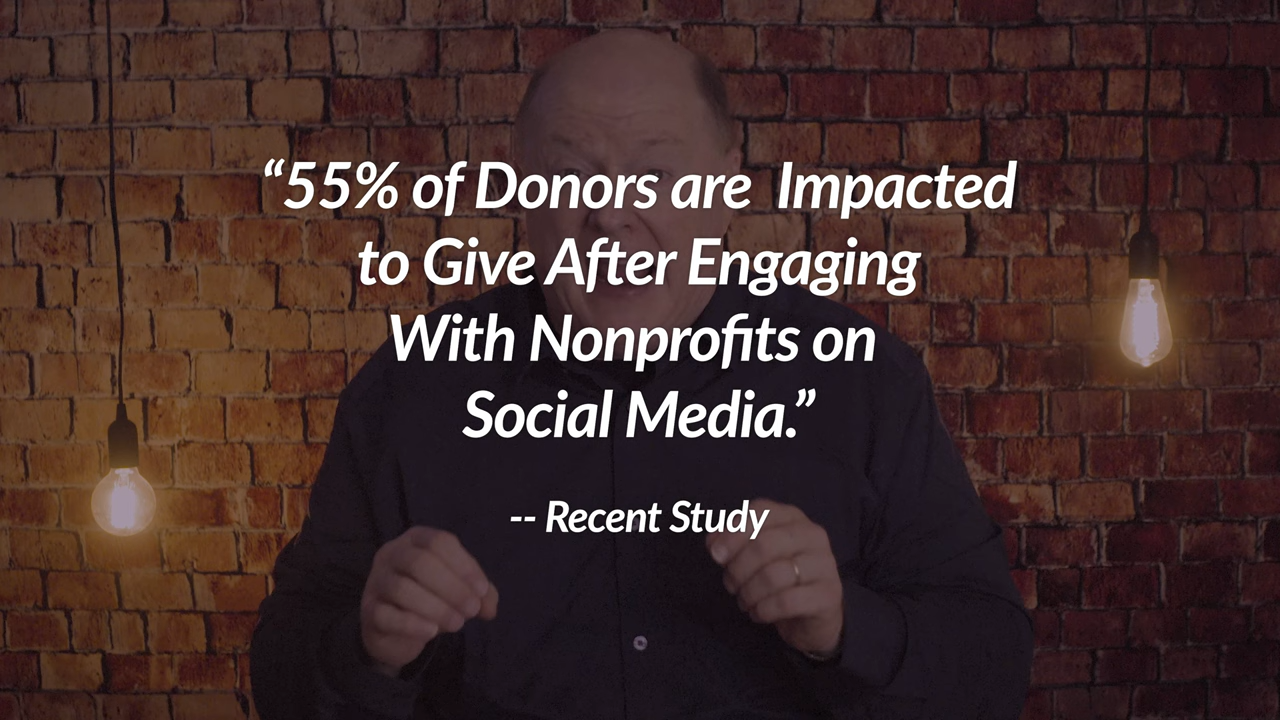 “55% of Donors are  Impacted
to Give After Engaging
With Nonprofits on
Social Media.”
-- Recent Study